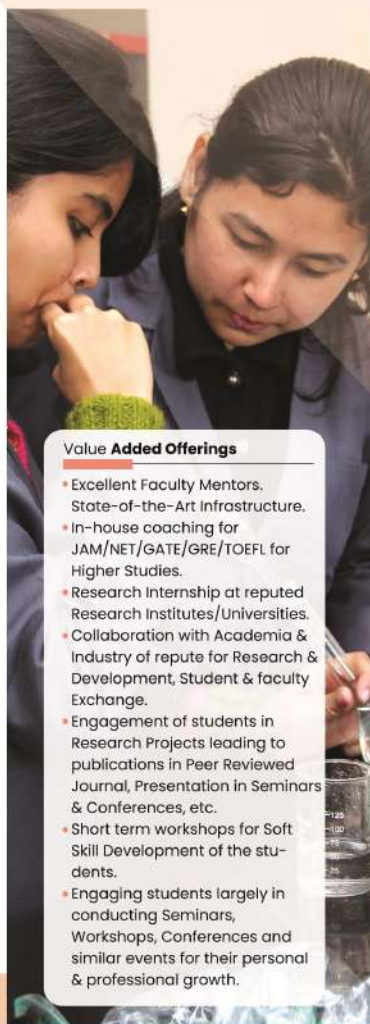 Value Added Offerings
• Excellent Faculty Mentors.
State-of-the-Art Infrastructure.
• In-house coaching for
JAM/NET/GATE/GRE/TOEFL for
Higher Studies.
• Research Internship at reputed
Research Institutes/Universities.
• Collaboration with Academia &
Industry of repute for Research &
Development, Student & faculty
Exchange.
• Engagement of students in
Research Projects leading to
publications in Peer Reviewed
Journal, Presentation in Seminars
& Conferences, etc.
• Short term workshops for Soft
Skill Development of the stu-
dents.
• Engaging students largely in
conducting Seminars,
Workshops, Conferences and
similar events for their personal
& professional growth.
125
100
75
25